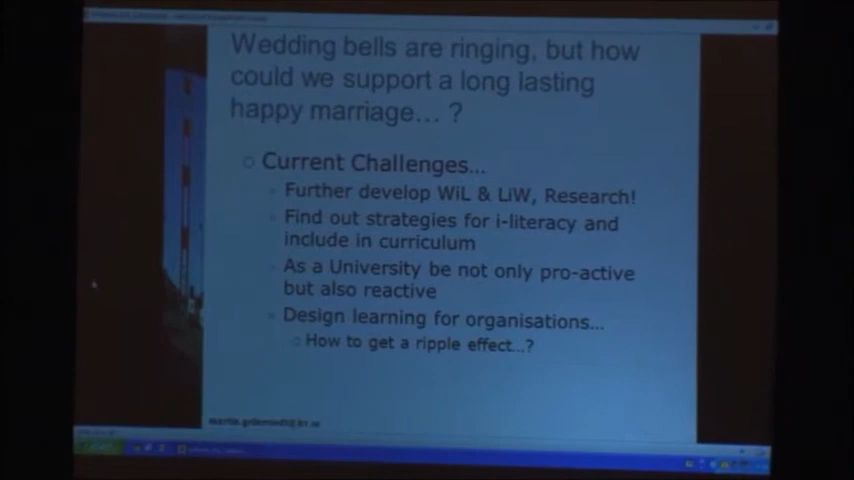 Wedding bells are ringing, but how
could we support a long lasting
happy marriage... ?
Current Challenges...
Further develop WiL & LiW, Research!
Find out strategies for i-literacy and
include in curriculum
As a University be not only pro-active
but also reactive
Design learning for organisations...
How to get a ripple effect...?